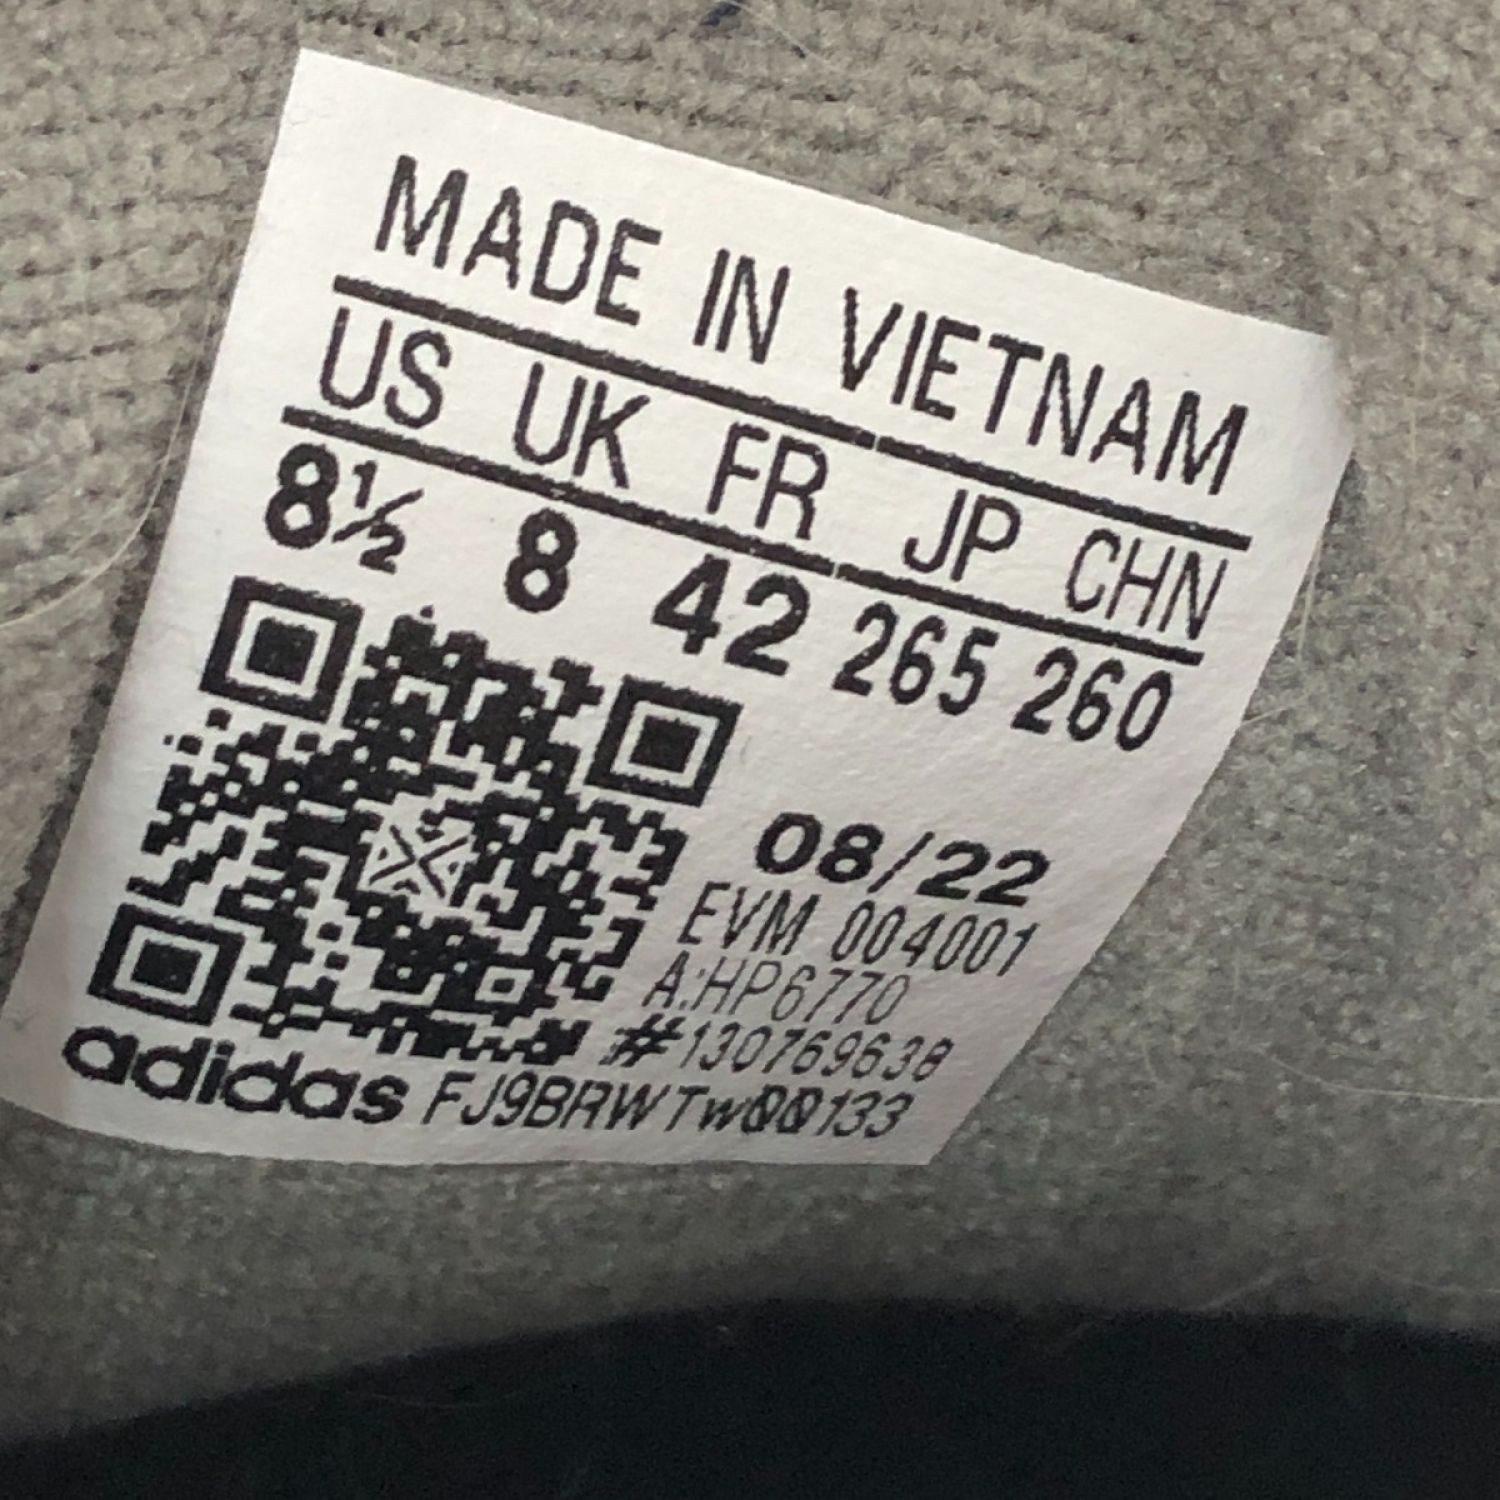 MADE IN VIETNAM
US UK FR JP CHN
8½ 8 42 265 260
08/22
EVM 004001
A:HP6770
#130769638
adidas FJ9BRWTwØØ133